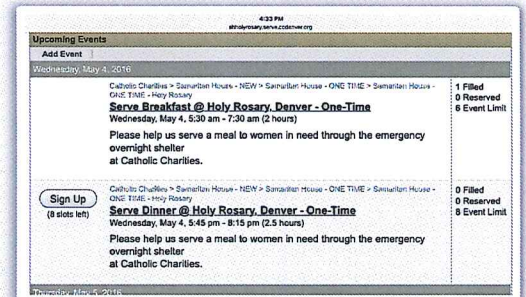 4:33 PM
shholyrosary.serve.ccdenver.org
Upcoming Events
Add Event
Wednesday, May 4, 2016
Catholic Charities > Samaritan House - NEW > Samaritan House - ONE TIME > Samaritan House -
ONE TIME - Holy Rosary
Serve Breakfast @ Holy Rosary, Denver - One-Time
Wednesday, May 4, 5:30 am - 7:30 am (2 hours)
Please help us serve a meal to women in need through the emergency
overnight shelter
at Catholic Charities.
1 Filled
0 Reserved
6 Event Limit
Sign Up
(8 slots left)
Catholic Charities > Samaritan House - NEW > Samaritan House - ONE TIME > Samaritan House -
ONE TIME - Holy Rosary
Serve Dinner @ Holy Rosary, Denver - One-Time
Wednesday, May 4, 5:45 pm - 8:15 pm (2.5 hours)
Please help us serve a meal to women in need through the emergency
overnight shelter
at Catholic Charities.
0 Filled
0 Reserved
8 Event Limit
Thursday, May 5, 2016